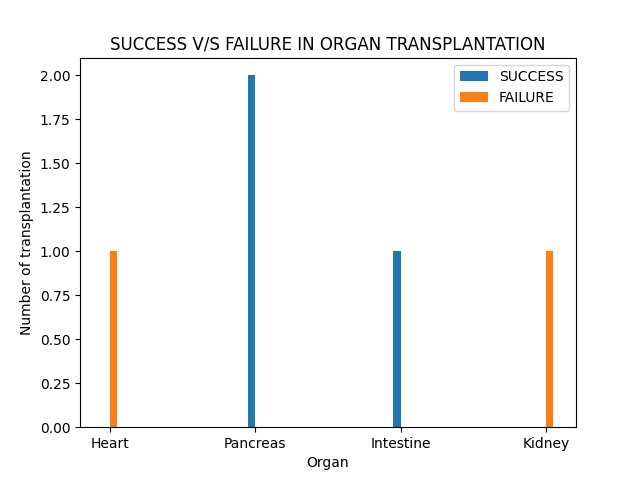 SUCCESS V/S FAILURE IN ORGAN TRANSPLANTATION
SUCCESS
FAILURE
2.00
1.75
1.50
1.25
1.00
0.75
0.50
0.25
0.00
Number of transplantation
Heart Pancreas Intestine Kidney
Organ